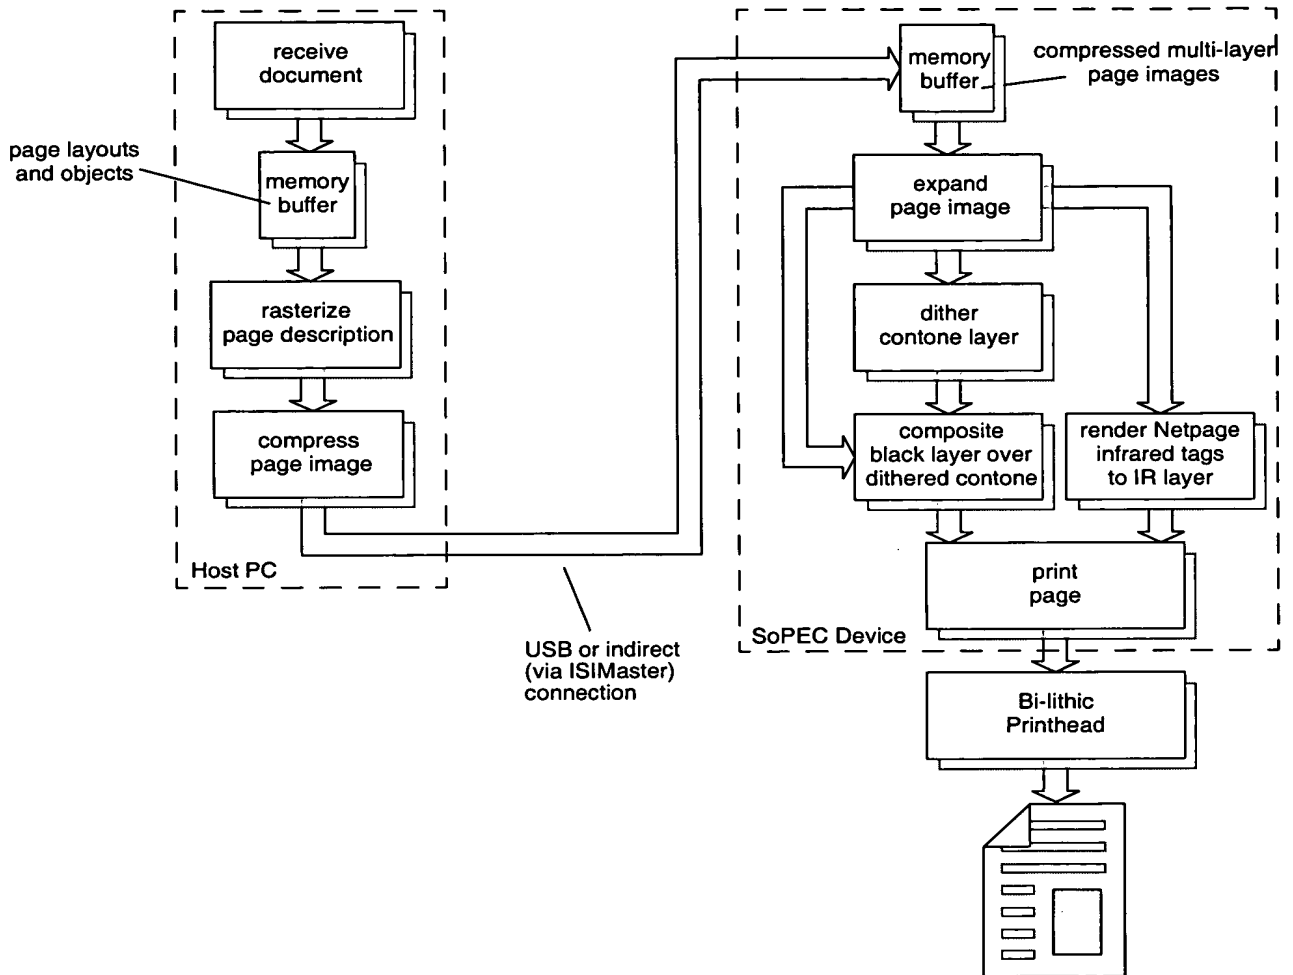 receive
document
page layouts
and objects
memory
buffer
rasterize
page description
compress
page image
Host PC
USB or indirect
(via ISIMaster)
connection
memory
buffer
compressed multi-layer
page images
expand
page image
dither
contone layer
composite
black layer over
dithered contone
render Netpage
infrared tags
to IR layer
print
page
SoPEC Device
Bi-lithic
Printhead